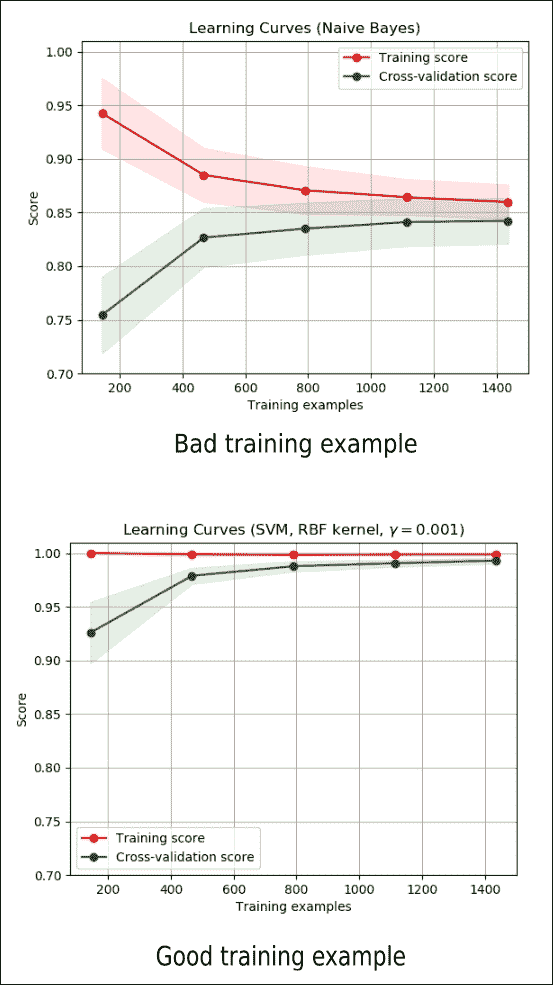 Learning Curves (Naive Bayes)
1.00
Training score
Cross-validation score
0.95
0.90
Score
0.85
0.80
0.75
0.70
200 400 600 800 1000 1200 1400
Training examples
Bad training example
Learning Curves (SVM, RBF kernel, γ = 0.001)
1.00
0.95
0.90
Score
0.85
0.80
0.75
Training score
Cross-validation score
0.70
200 400 600 800 1000 1200 1400
Training examples
Good training example